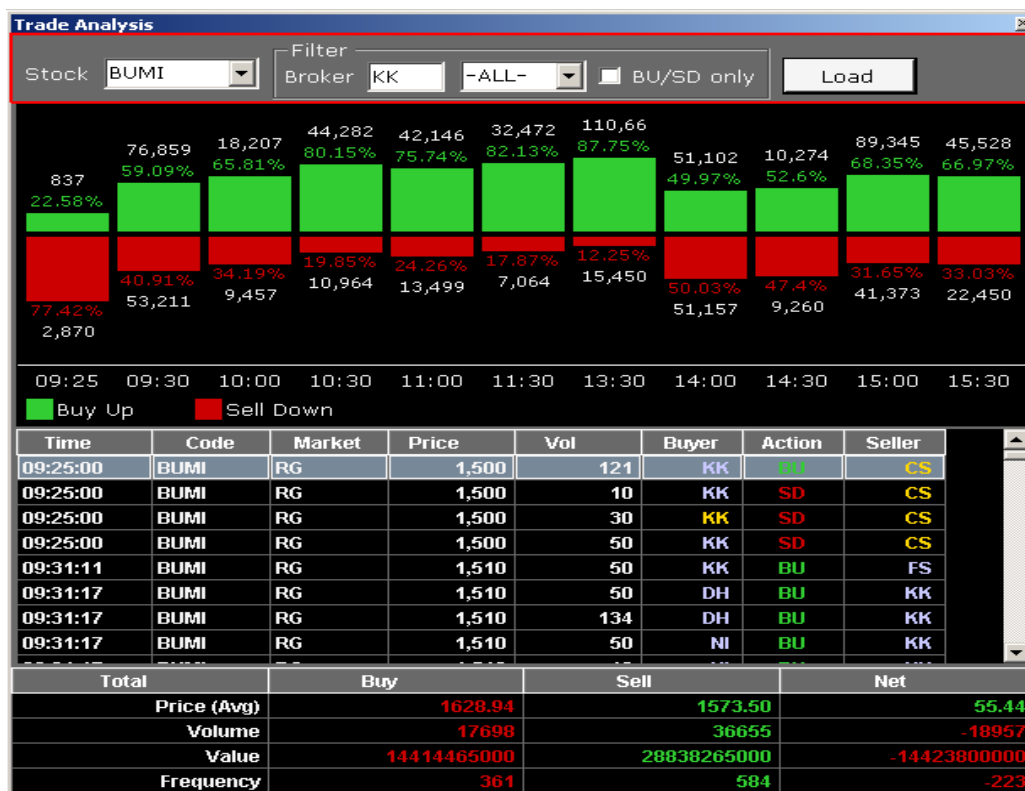 Trade Analysis
Filter
Stock BUMI Broker KK -ALL- BU/SD only Load
837 76,859 18,207 44,282 42,146 32,472 110,66 51,102 10,274 89,345 45,528
22.58% 59.09% 65.81% 80.15% 75.74% 82.13% 87.75% 49.97% 52.6% 68.35% 66.97%
77.42% 40.91% 34.19% 19.85% 24.26% 17.87% 12.25% 50.03% 47.4% 31.65% 33.03%
2,870 53,211 9,457 10,964 13,499 7,064 15,450 51,157 9,260 41,373 22,450
09:25 09:30 10:00 10:30 11:00 11:30 13:30 14:00 14:30 15:00 15:30
Buy Up Sell Down
Time Code Market Price Vol Buyer Action Seller
09:25:00 BUMI RG 1,500 121 KK BU CS
09:25:00 BUMI RG 1,500 10 KK SD CS
09:25:00 BUMI RG 1,500 30 KK SD CS
09:25:00 BUMI RG 1,500 50 KK SD CS
09:31:11 BUMI RG 1,510 50 KK BU FS
09:31:17 BUMI RG 1,510 50 DH BU KK
09:31:17 BUMI RG 1,510 134 DH BU KK
09:31:17 BUMI RG 1,510 50 NI BU KK
Total Buy Sell Net
Price (Avg) 1628.94 1573.50 55.44
Volume 17698 36655 -18957
Value 14414465000 28838265000 -14423800000
Frequency 361 584 -223